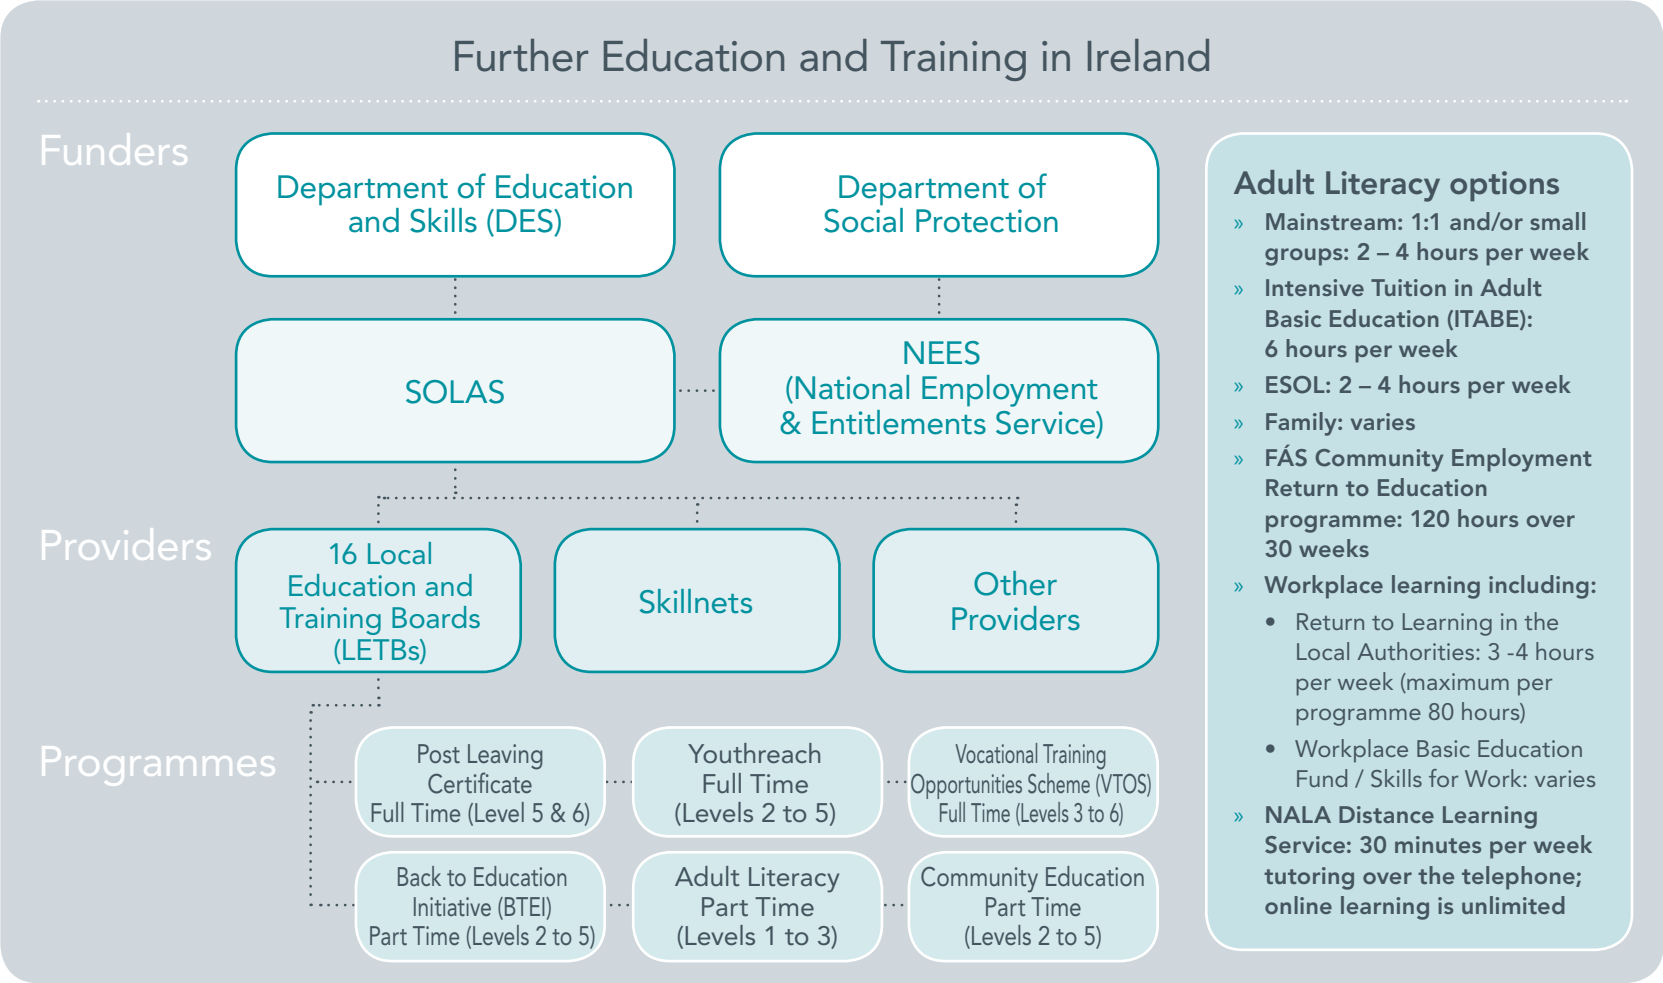 Further Education and Training in Ireland
Funders
Department of Education
and Skills (DES)
Department of
Social Protection
SOLAS
NEES
(National Employment
& Entitlements Service)
Providers
16 Local
Education and
Training Boards
(LETBs)
Skillnets
Other
Providers
Programmes
Post Leaving
Certificate
Full Time (Level 5 & 6)
Youthreach
Full Time
(Levels 2 to 5)
Vocational Training
Opportunities Scheme (VTOS)
Full Time (Levels 3 to 6)
Back to Education
Initiative (BTEI)
Part Time (Levels 2 to 5)
Adult Literacy
Part Time
(Levels 1 to 3)
Community Education
Part Time
(Levels 2 to 5)
Adult Literacy options
» Mainstream: 1:1 and/or small
groups: 2 – 4 hours per week
» Intensive Tuition in Adult
Basic Education (ITABE):
6 hours per week
» ESOL: 2 – 4 hours per week
» Family: varies
» FÁS Community Employment
Return to Education
programme: 120 hours over
30 weeks
» Workplace learning including:
• Return to Learning in the
Local Authorities: 3 -4 hours
per week (maximum per
programme 80 hours)
• Workplace Basic Education
Fund / Skills for Work: varies
» NALA Distance Learning
Service: 30 minutes per week
tutoring over the telephone;
online learning is unlimited